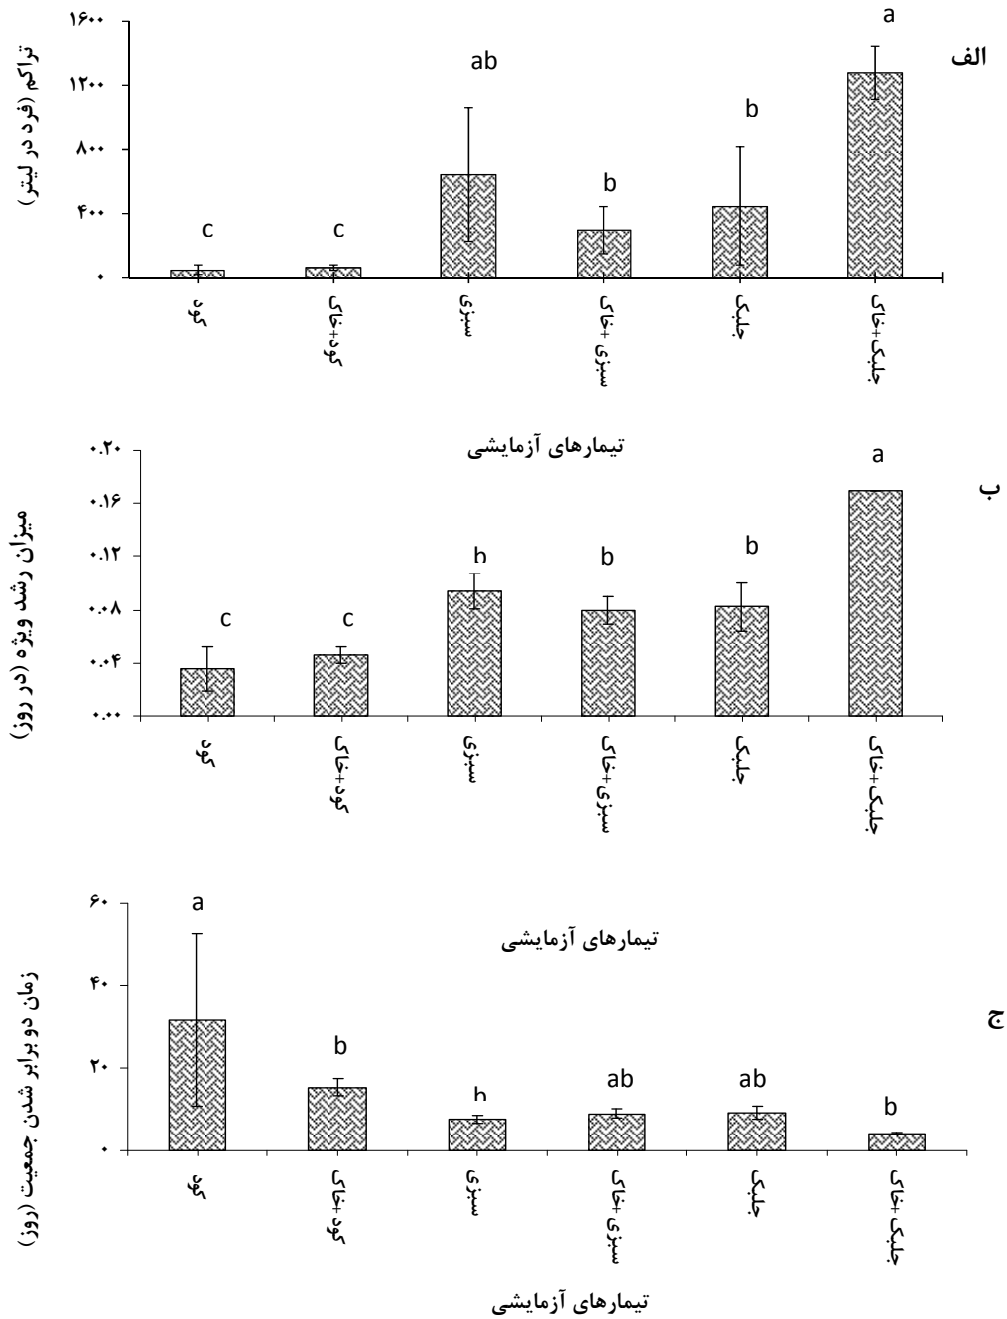 الف
تراکم (فرد در لیتر)
۱۶۰۰
۱۲۰۰
۸۰۰
۴۰۰
۰
c
c
ab
b
b
a
کود
کود+خاک
سبزی
سبزی +خاک
جلبک
جلبک+خاک
تیمارهای آزمایشی
ب
میزان رشد ویژه (در روز)
۰.۲۰
۰.۱۶
۰.۱۲
۰.۰۸
۰.۰۴
۰.۰۰
c
c
b
b
b
a
کود
کود+خاک
سبزی
سبزی+خاک
جلبک
جلبک+خاک
تیمارهای آزمایشی
ج
زمان دو برابر شدن جمعیت (روز)
۶۰
۴۰
۲۰
۰
a
b
b
ab
ab
b
کود
کود+خاک
سبزی
سبزی +خاک
جلبک
جلبک +خاک
تیمارهای آزمایشی